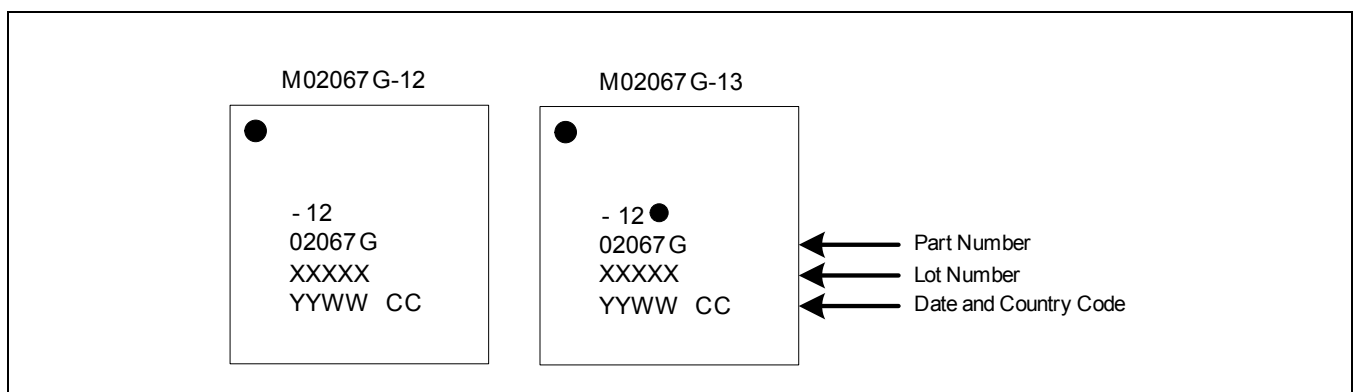 M02067G-12
M02067G-13
- 12
02067G
XXXXX
YYWW CC
- 12
02067G
XXXXX
YYWW CC
Part Number
Lot Number
Date and Country Code